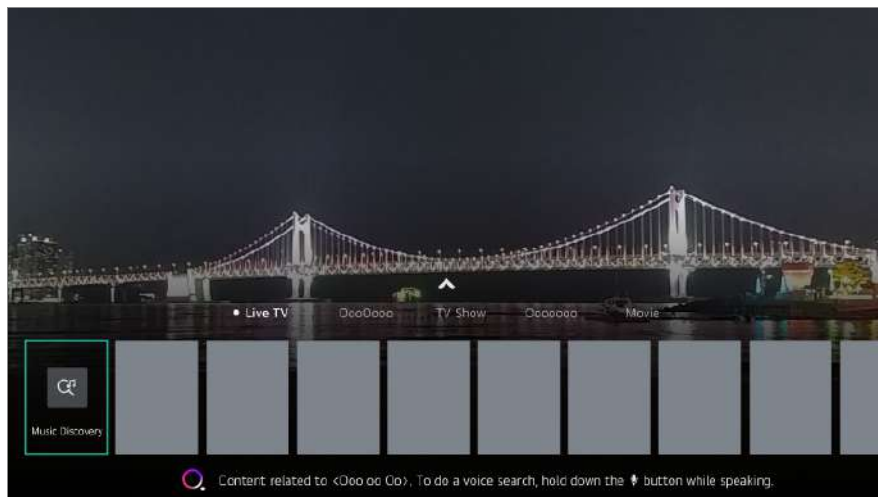 Live TV OooOooo TV Show Ooooooo Movie
Music Discovery
Content related to <Ooo oo Oo>. To do a voice search, hold down the button while speaking.